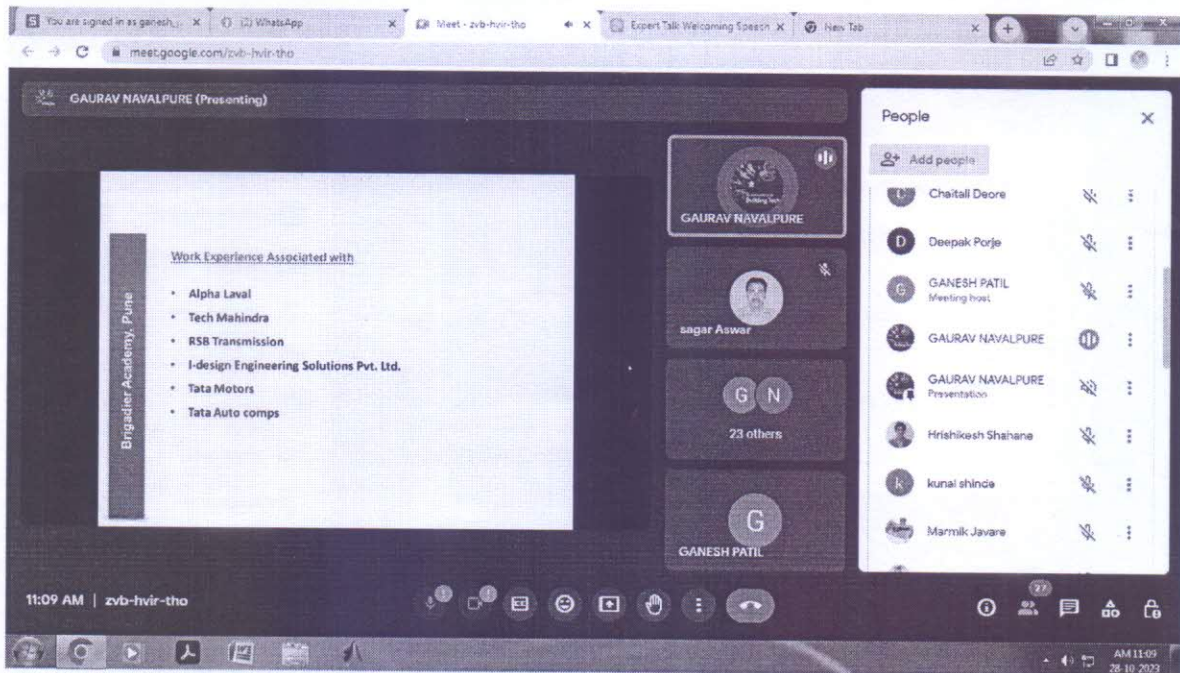 You are signed in as ganesh_
(2) WhatsApp
Meet - zvb-hvir-tho
Expert Talk Welcoming Speech
New Tab
meet.google.com/zvb-hvir-tho
GAURAV NAVALPURE (Presenting)
Brigadier Academy, Pune
Work Experience Associated with
• Alpha Laval
• Tech Mahindra
• RSB Transmission
• I-design Engineering Solutions Pvt. Ltd.
• Tata Motors
• Tata Auto comps
GAURAV NAVALPURE
sagar Aswar
G N
23 others
G
GANESH PATIL
People
Add people
C Chaitali Deore
D Deepak Porje
G GANESH PATIL
Meeting host
GAURAV NAVALPURE
GAURAV NAVALPURE
Presentation
Hrishikesh Shahane
k kunal shinde
Marmik Javare
11:09 AM | zvb-hvir-tho
27
AM 11:09
28-10-2023